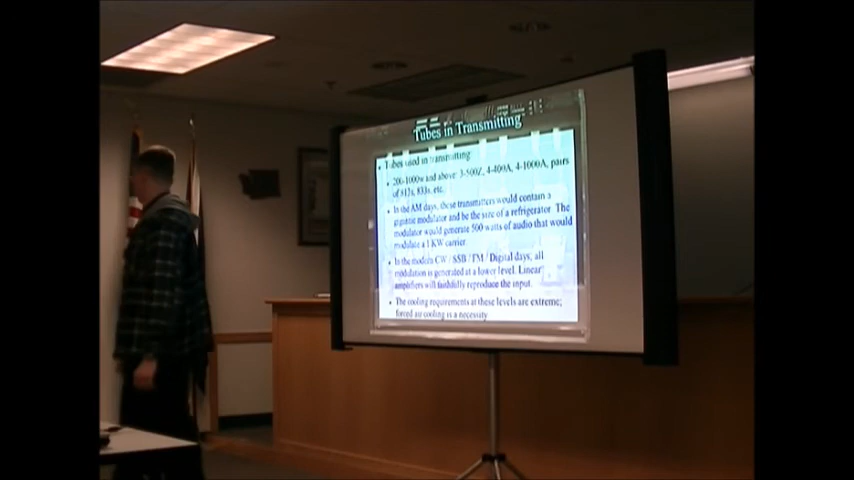 Tubes in Transmitting
• Tubes used in transmitting
• 200-1000w and above: 3-500Z, 4-400A, 4-1000A, pairs
of 813s, 833s, etc.
• In the AM days, these transmitters would contain a
gigantic modulator and be the size of a refrigerator. The
modulator would generate 500 watts of audio that would
modulate a 1 KW carrier.
• In the modern CW / SSB / FM / Digital days, all
modulation is generated at a lower level. Linear
amplifiers will faithfully reproduce the input.
• The cooling requirements at these levels are extreme;
forced air cooling is a necessity.